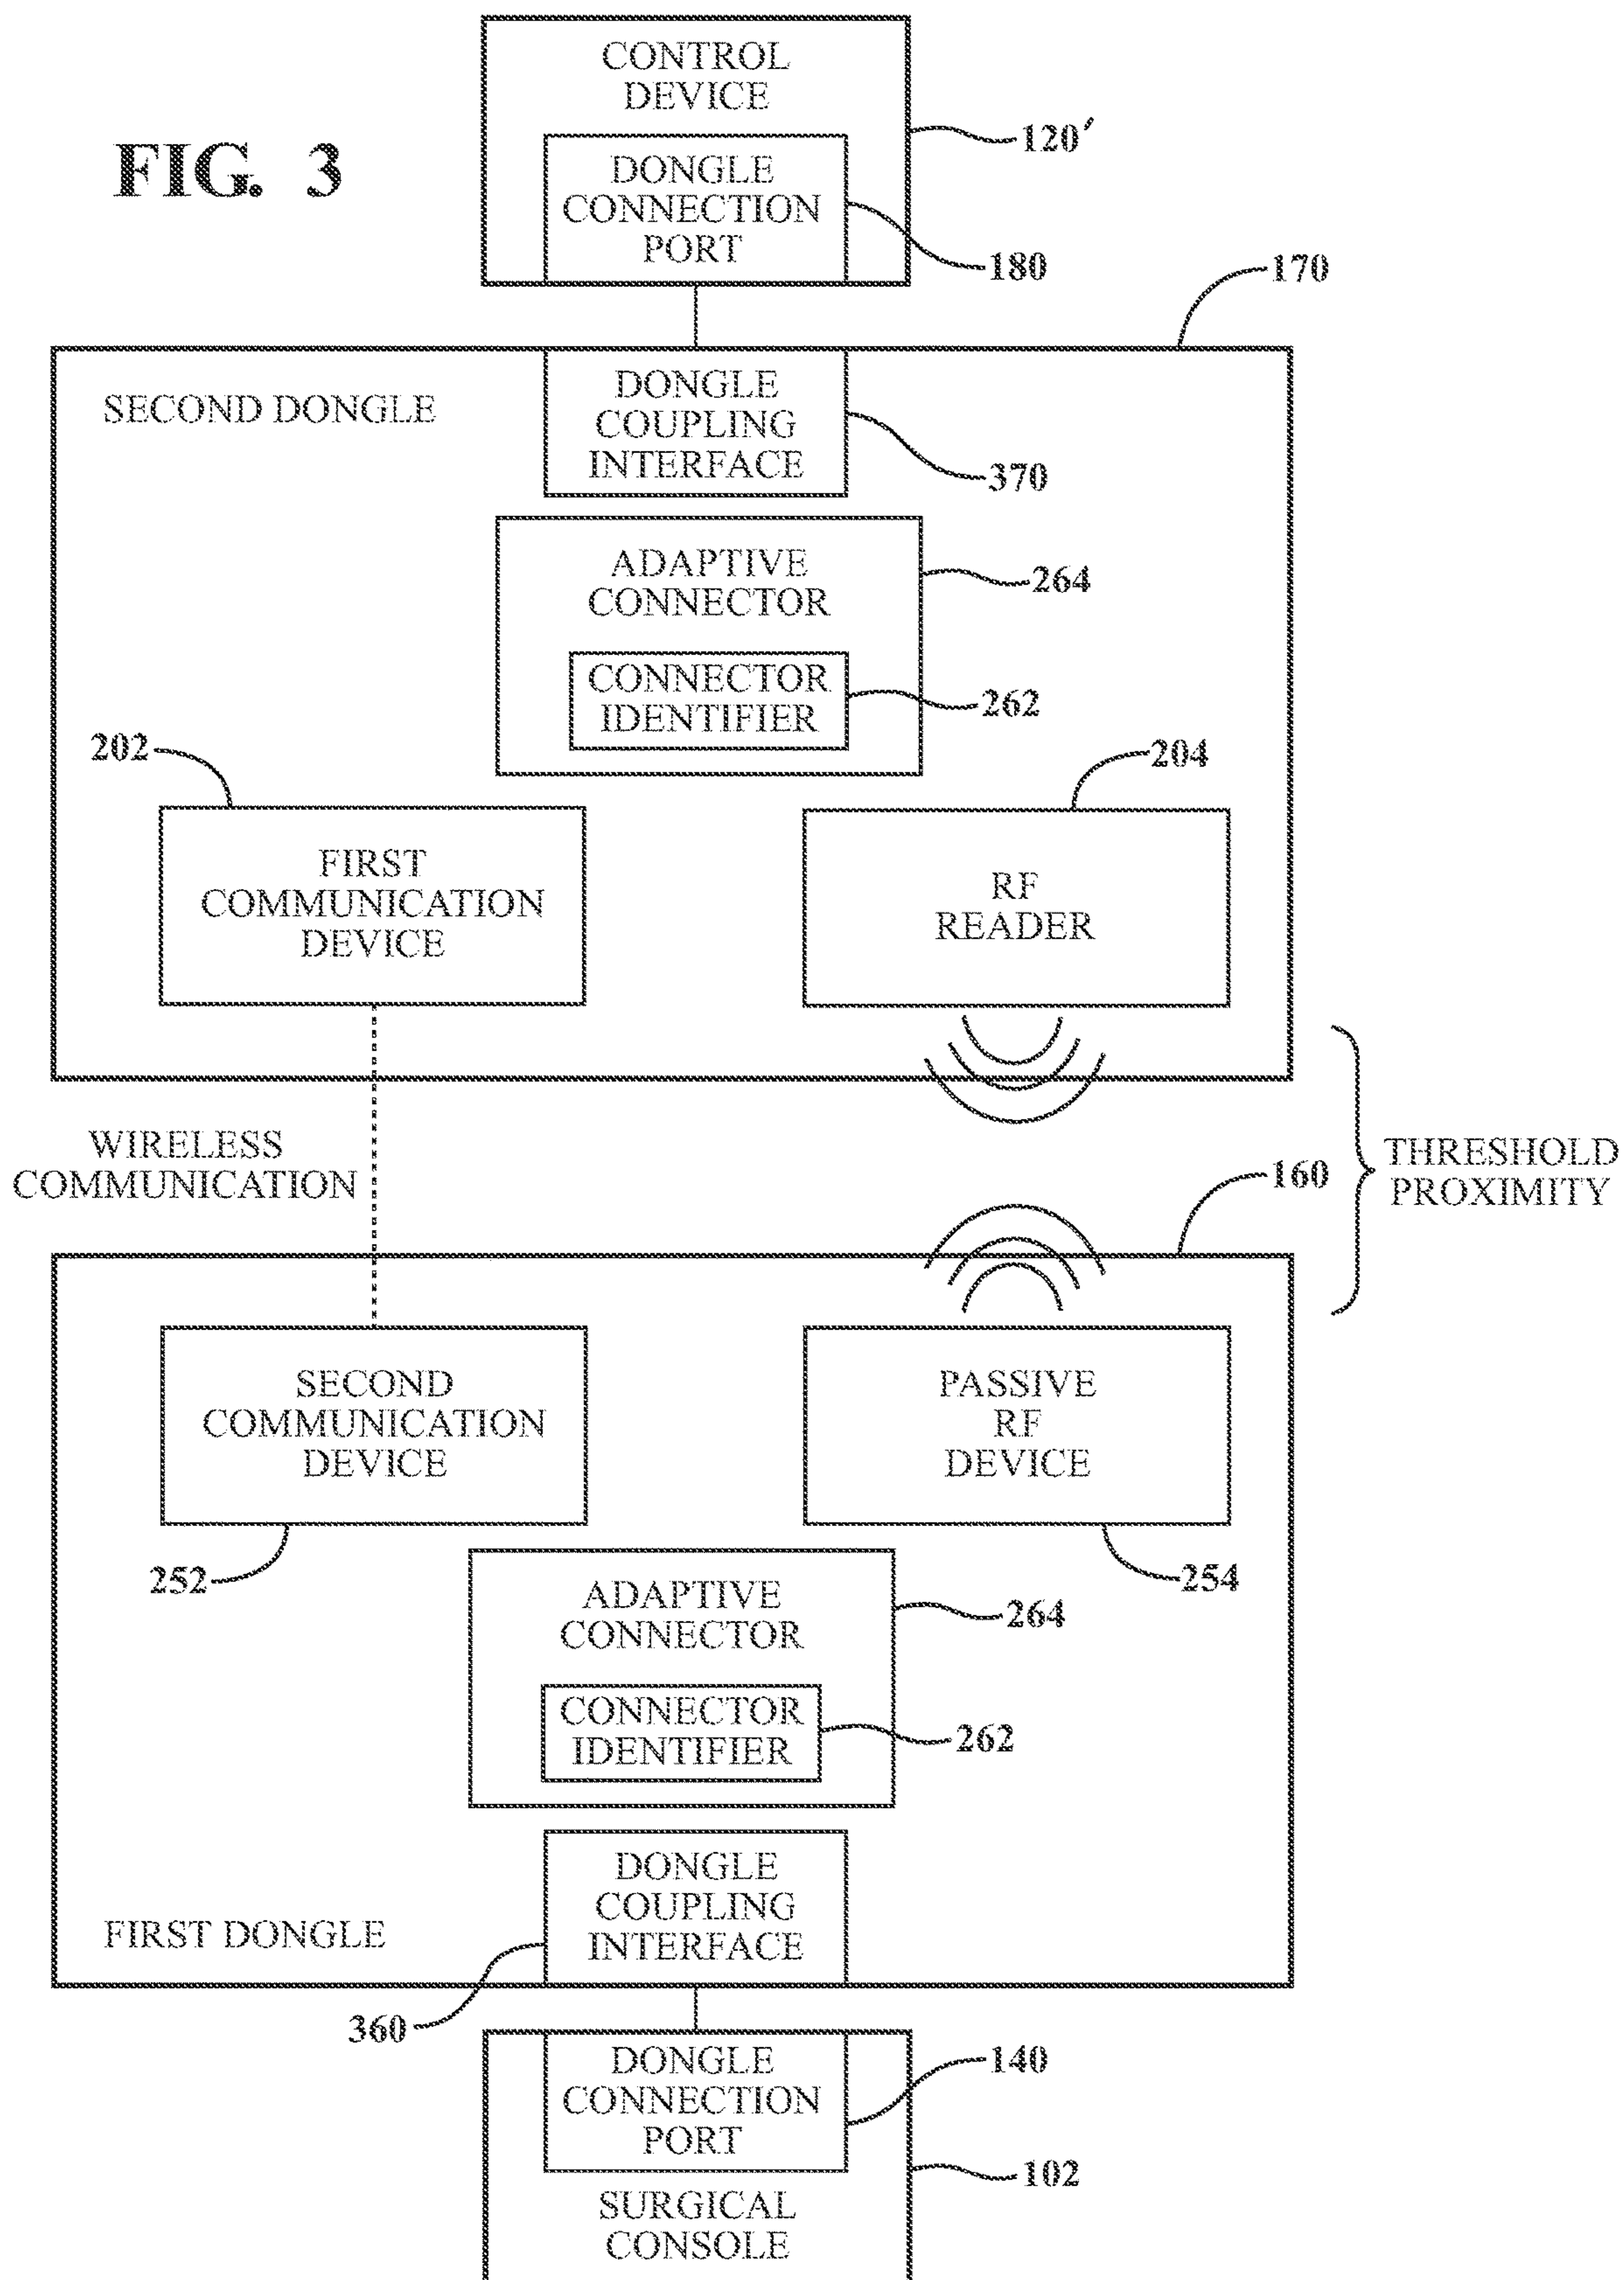 FIG. 3
CONTROL
DEVICE
120′
DONGLE
CONNECTION
PORT
180
170
SECOND DONGLE
DONGLE
COUPLING
INTERFACE
370
ADAPTIVE
CONNECTOR
264
CONNECTOR
IDENTIFIER
262
202
204
FIRST
COMMUNICATION
DEVICE
RF
READER
WIRELESS
COMMUNICATION
THRESHOLD
PROXIMITY
160
SECOND
COMMUNICATION
DEVICE
PASSIVE
RF
DEVICE
252
254
ADAPTIVE
CONNECTOR
264
CONNECTOR
IDENTIFIER
262
FIRST DONGLE
DONGLE
COUPLING
INTERFACE
360
DONGLE
CONNECTION
PORT
140
102
SURGICAL
CONSOLE